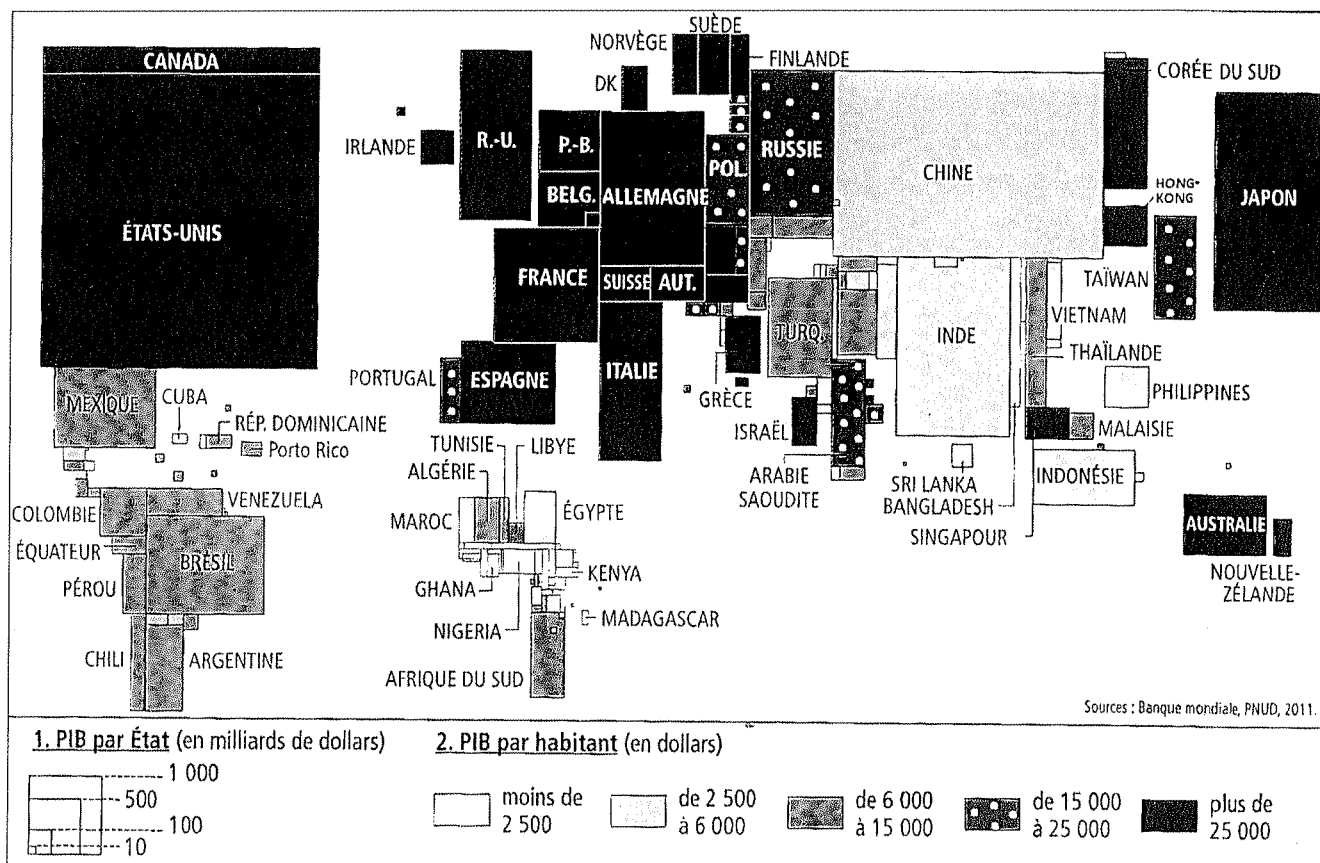 CANADA
ÉTATS-UNIS
MEXIQUE
CUBA
RÉP. DOMINICAINE
Porto Rico
COLOMBIE
VENEZUELA
ÉQUATEUR
BRÉSIL
PÉROU
CHILI
ARGENTINE
SUÈDE
NORVÈGE
FINLANDE
DK
IRLANDE
R.-U.
P.-B.
BELG.
ALLEMAGNE
POL.
RUSSIE
FRANCE
SUISSE
AUT.
PORTUGAL
ESPAGNE
ITALIE
GRÈCE
TURQ.
ISRAËL
ARABIE
SAOUDITE
TUNISIE
LIBYE
ALGÉRIE
MAROC
ÉGYPTE
GHANA
KENYA
NIGERIA
MADAGASCAR
AFRIQUE DU SUD
CHINE
CORÉE DU SUD
HONG-
KONG
JAPON
TAÏWAN
INDE
VIETNAM
THAÏLANDE
PHILIPPINES
MALAISIE
SRI LANKA
BANGLADESH
INDONÉSIE
SINGAPOUR
AUSTRALIE
NOUVELLE-
ZÉLANDE
Sources : Banque mondiale, PNUD, 2011.
1. PIB par État (en milliards de dollars)
1 000
500
100
10
2. PIB par habitant (en dollars)
moins de
2 500
de 2 500
à 6 000
de 6 000
à 15 000
de 15 000
à 25 000
plus de
25 000